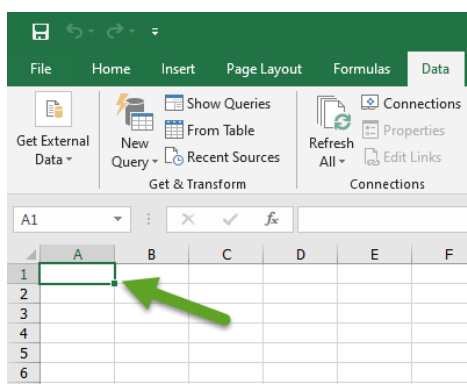 File Home Insert Page Layout Formulas Data
Get External Data
New Query
Show Queries
From Table
Recent Sources
Get & Transform
Refresh All
Connections
Properties
Edit Links
Connections
A1 fx
A B C D E F
1
2
3
4
5
6